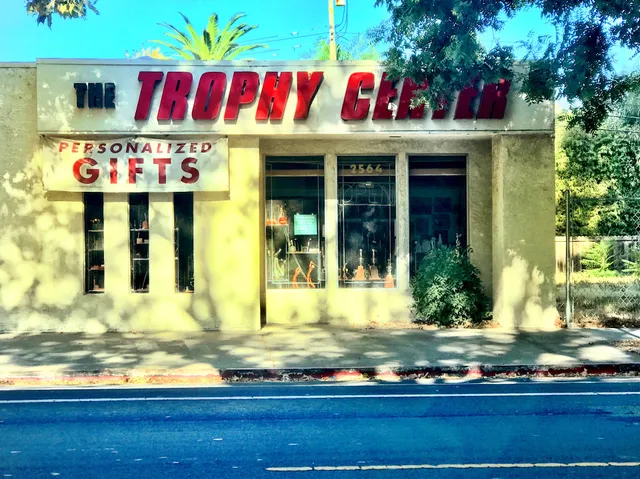 THE TROPHY CENTER
PERSONALIZED
GIFTS
2564